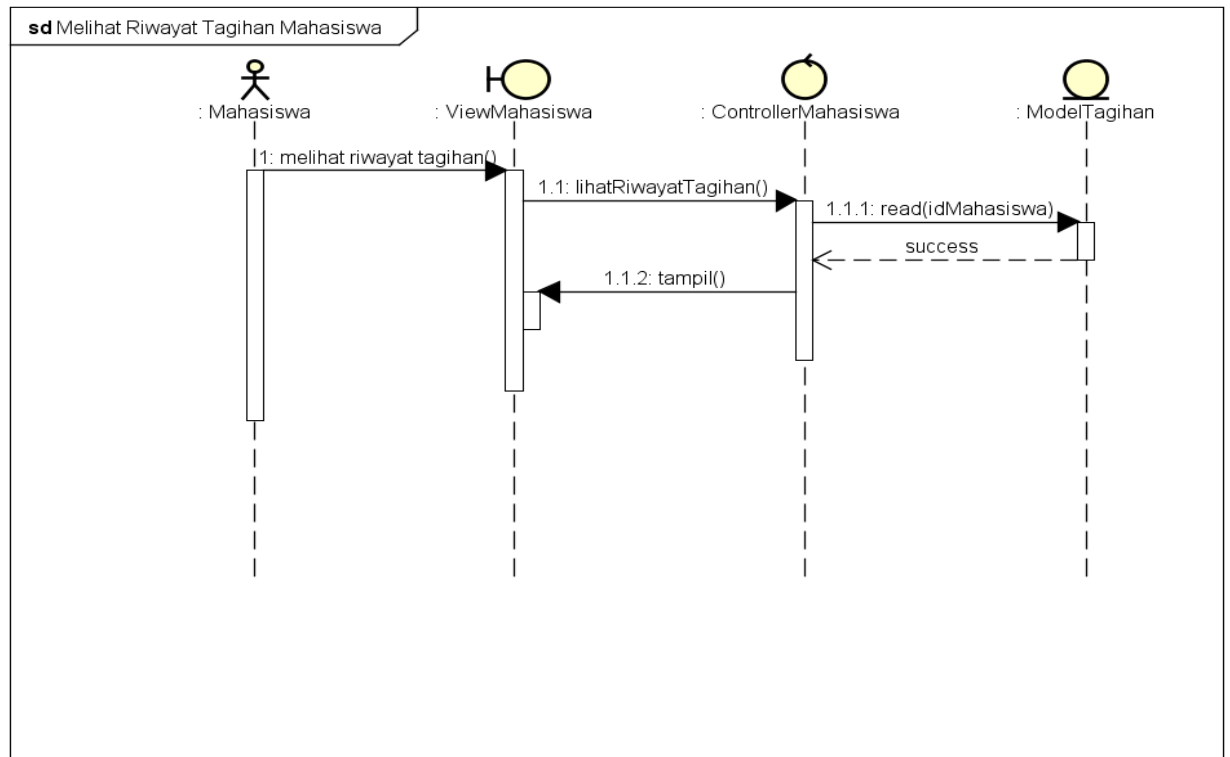 sd Melihat Riwayat Tagihan Mahasiswa
: Mahasiswa
: ViewMahasiswa
: ControllerMahasiswa
: ModelTagihan
1: melihat riwayat tagihan()
1.1: lihatRiwayatTagihan()
1.1.1: read(idMahasiswa)
success
1.1.2: tampil()